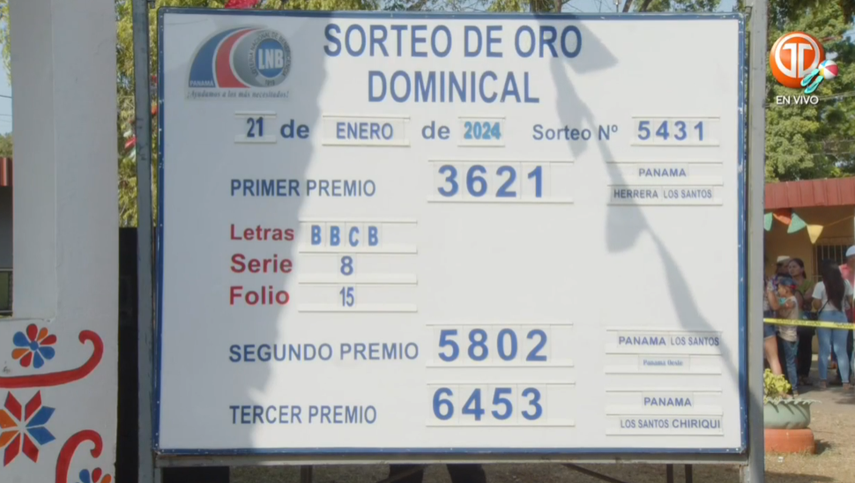 SORTEO DE ORO
DOMINICAL
LNB
PANAMA
¡Ayudamos a los más necesitados!
21 de ENERO de 2024 Sorteo Nº 5431
PRIMER PREMIO 3621 PANAMA
HERRERA LOS SANTOS
Letras BBCB
Serie 8
Folio 15
SEGUNDO PREMIO 5802 PANAMA LOS SANTOS
Panama Oeste
TERCER PREMIO 6453 PANAMA
LOS SANTOS CHIRIQUI
EN VIVO